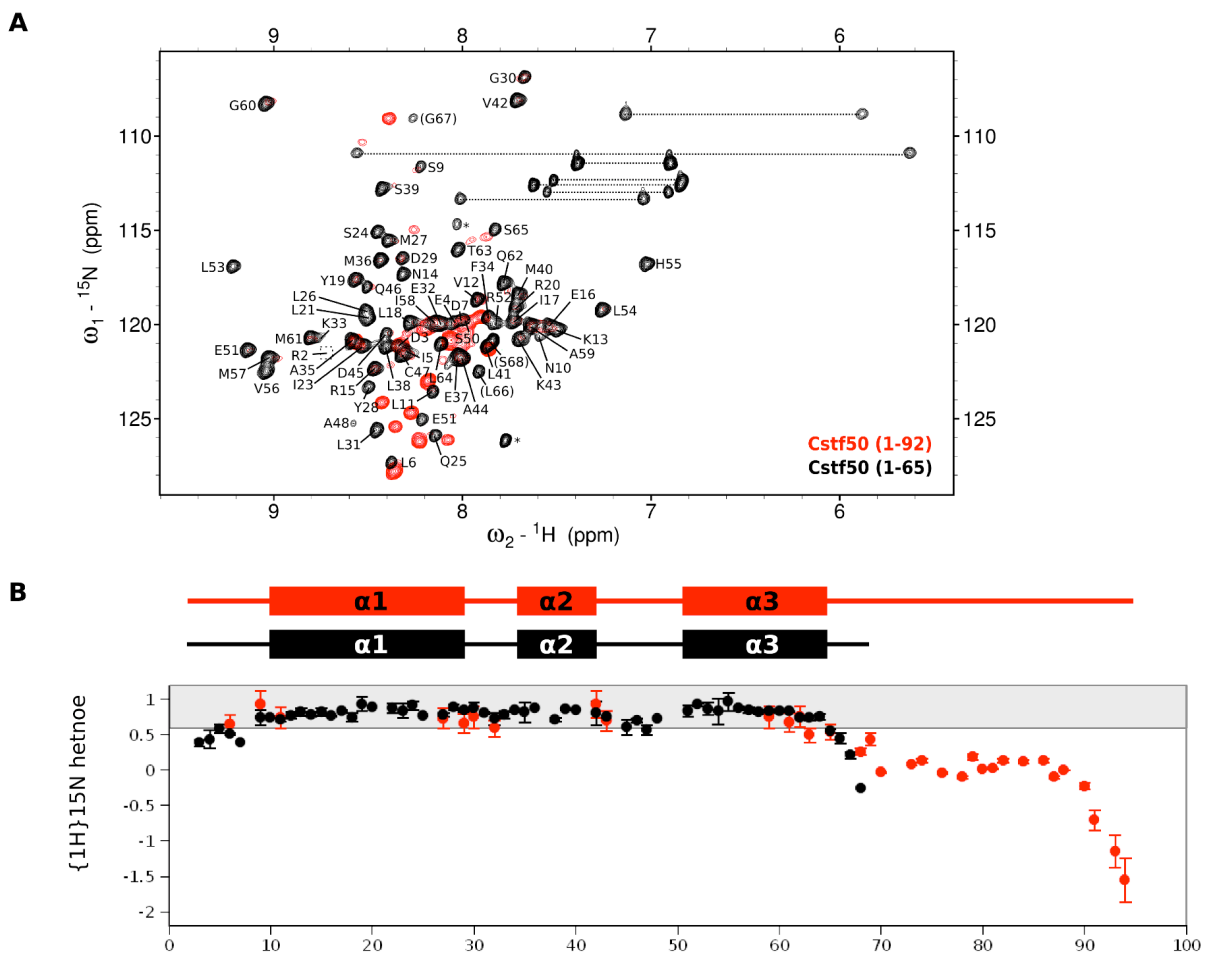 A
9 8 7 6
G30
G60 V42
(G67)
110 110
S9
S39
115 115
S24 * S65
M27
T63
L53 M36 D29 Q62 H55
F34 M40
Y19 N14 V12 R20
Q46 E32 R52 I17
L26 I58 E4 D7 E16
L21 L18 L54
120 120
K33
M61 D3 S50 K13
E51 R2 A59
A35 I5 (S68) N10
M57 D45 C47 L64 L41 K43
I23 L38
V56 R15 E37 (L66)
Y28 L11 A44
A48 E51
125 125
L31 *
L6 Q25
Cstf50 (1-92)
Cstf50 (1-65)
9 8 7 6
ω1 - 15N (ppm)
ω2 - 1H (ppm)
B
α1 α2 α3
α1 α2 α3
1
0.5
0
-0.5
-1
-1.5
-2
{1H}15N hetnoe
0 10 20 30 40 50 60 70 80 90 100